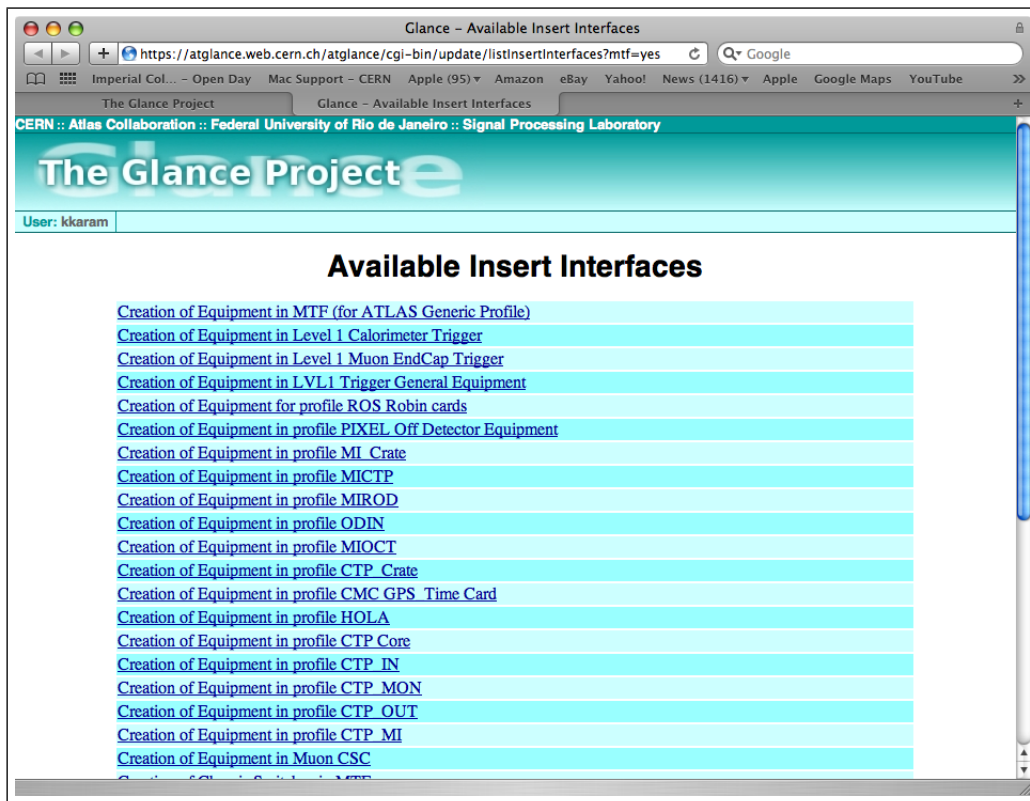 Glance – Available Insert Interfaces
https://atglance.web.cern.ch/atglance/cgi-bin/update/listInsertInterfaces?mtf=yes
Google
Imperial Col... – Open Day Mac Support – CERN Apple (95) Amazon eBay Yahoo! News (1416) Apple Google Maps YouTube
The Glance Project Glance – Available Insert Interfaces
CERN :: Atlas Collaboration :: Federal University of Rio de Janeiro :: Signal Processing Laboratory
Glance
The Glance Project
User: kkaram
Available Insert Interfaces
Creation of Equipment in MTF (for ATLAS Generic Profile)
Creation of Equipment in Level 1 Calorimeter Trigger
Creation of Equipment in Level 1 Muon EndCap Trigger
Creation of Equipment in LVL1 Trigger General Equipment
Creation of Equipment for profile ROS Robin cards
Creation of Equipment in profile PIXEL Off Detector Equipment
Creation of Equipment in profile MI_Crate
Creation of Equipment in profile MICTP
Creation of Equipment in profile MIROD
Creation of Equipment in profile ODIN
Creation of Equipment in profile MIOCT
Creation of Equipment in profile CTP_Crate
Creation of Equipment in profile CMC GPS_Time Card
Creation of Equipment in profile HOLA
Creation of Equipment in profile CTP Core
Creation of Equipment in profile CTP_IN
Creation of Equipment in profile CTP_MON
Creation of Equipment in profile CTP_OUT
Creation of Equipment in profile CTP_MI
Creation of Equipment in Muon CSC